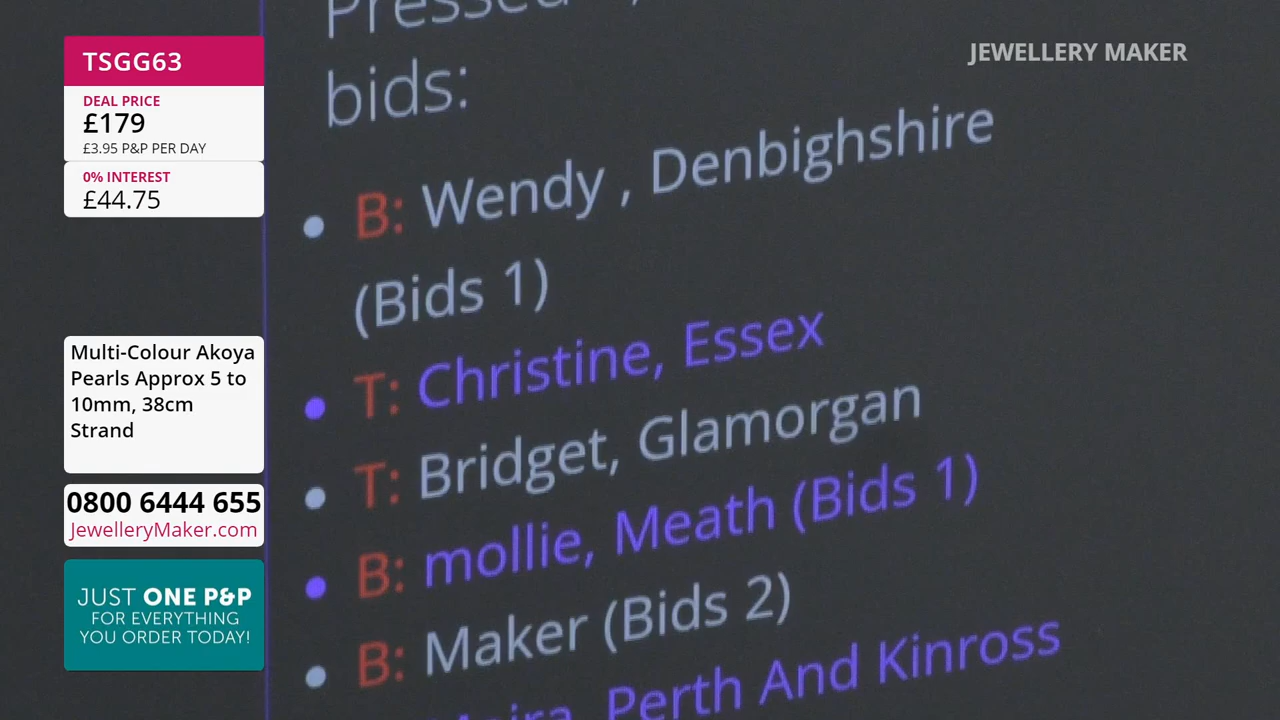 TSGG63
DEAL PRICE
£179
£3.95 P&P PER DAY
0% INTEREST
£44.75
Multi-Colour Akoya
Pearls Approx 5 to
10mm, 38cm
Strand
0800 6444 655
JewelleryMaker.com
JUST ONE P&P
FOR EVERYTHING
YOU ORDER TODAY!
JEWELLERY MAKER
Pressed
bids:
• B: Wendy , Denbighshire
(Bids 1)
• T: Christine, Essex
• T: Bridget, Glamorgan
• B: mollie, Meath (Bids 1)
• B: Maker (Bids 2)
Perth And Kinross